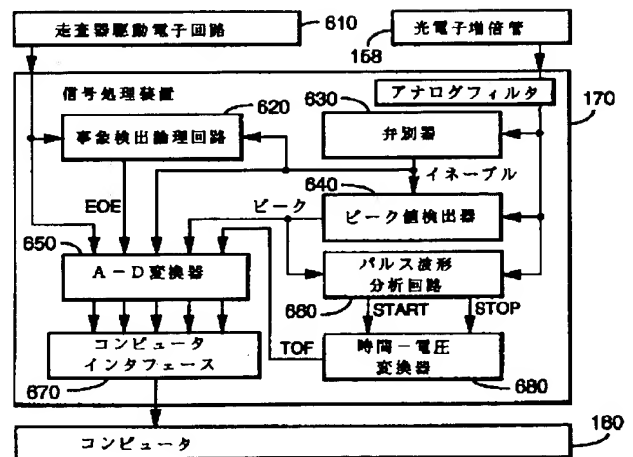 走査器駆動電子回路
610
光電子増倍管
158
信号処理装置
アナログフィルタ
170
620
630
事象検出論理回路
弁別器
イネーブル
640
EOE
ピーク
ピーク値検出器
650
A-D変換器
パルス波形
分析回路
660
START
STOP
コンピュータ
インタフェース
TOF
時間-電圧
変換器
670
680
コンピュータ
180